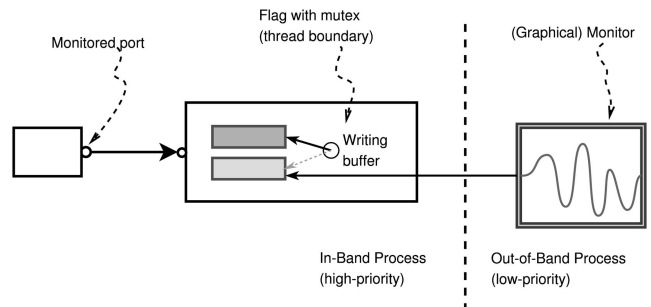 Flag with mutex
(thread boundary)
Monitored port
(Graphical) Monitor
Writing
buffer
In-Band Process
(high-priority)
Out-of-Band Process
(low-priority)